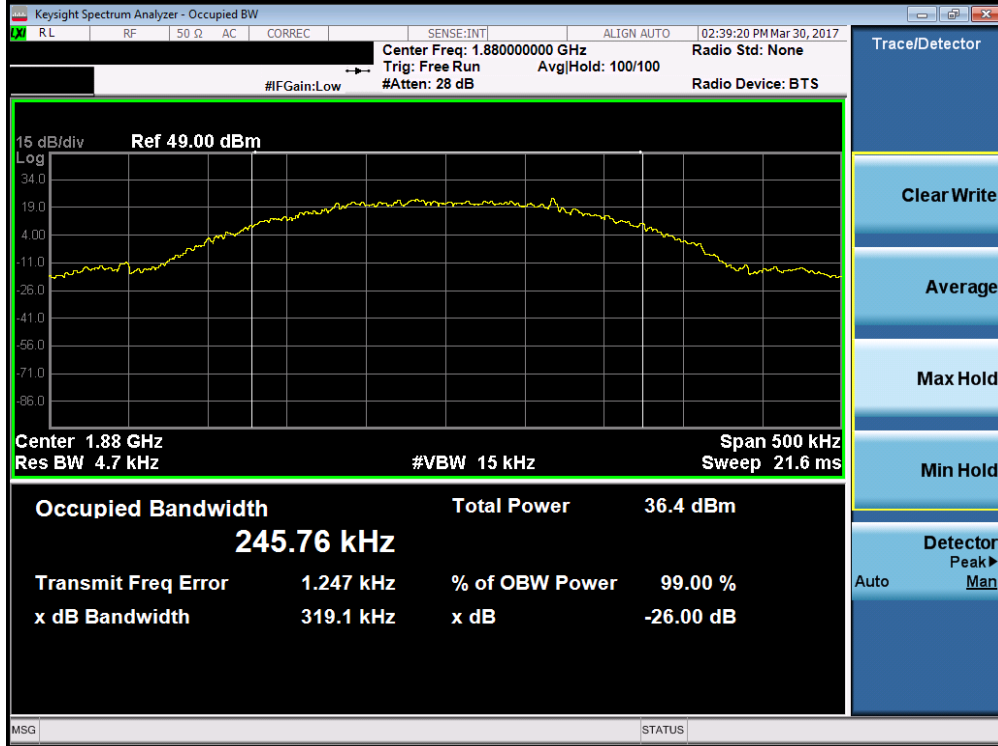 Keysight Spectrum Analyzer - Occupied BW
LXI RL RF 50 Ω AC CORREC SENSE:INT ALIGN AUTO 02:39:20 PM Mar 30, 2017
Center Freq: 1.880000000 GHz Radio Std: None
Trig: Free Run Avg|Hold: 100/100
#IFGain:Low #Atten: 28 dB Radio Device: BTS
15 dB/div Ref 49.00 dBm
Log
34.0
19.0
4.00
-11.0
-26.0
-41.0
-56.0
-71.0
-86.0
Center 1.88 GHz Span 500 kHz
Res BW 4.7 kHz #VBW 15 kHz Sweep 21.6 ms
Occupied Bandwidth Total Power 36.4 dBm
245.76 kHz
Transmit Freq Error 1.247 kHz % of OBW Power 99.00 %
x dB Bandwidth 319.1 kHz x dB -26.00 dB
MSG STATUS
Trace/Detector
Clear Write
Average
Max Hold
Min Hold
Detector
Peak▶
Auto Man